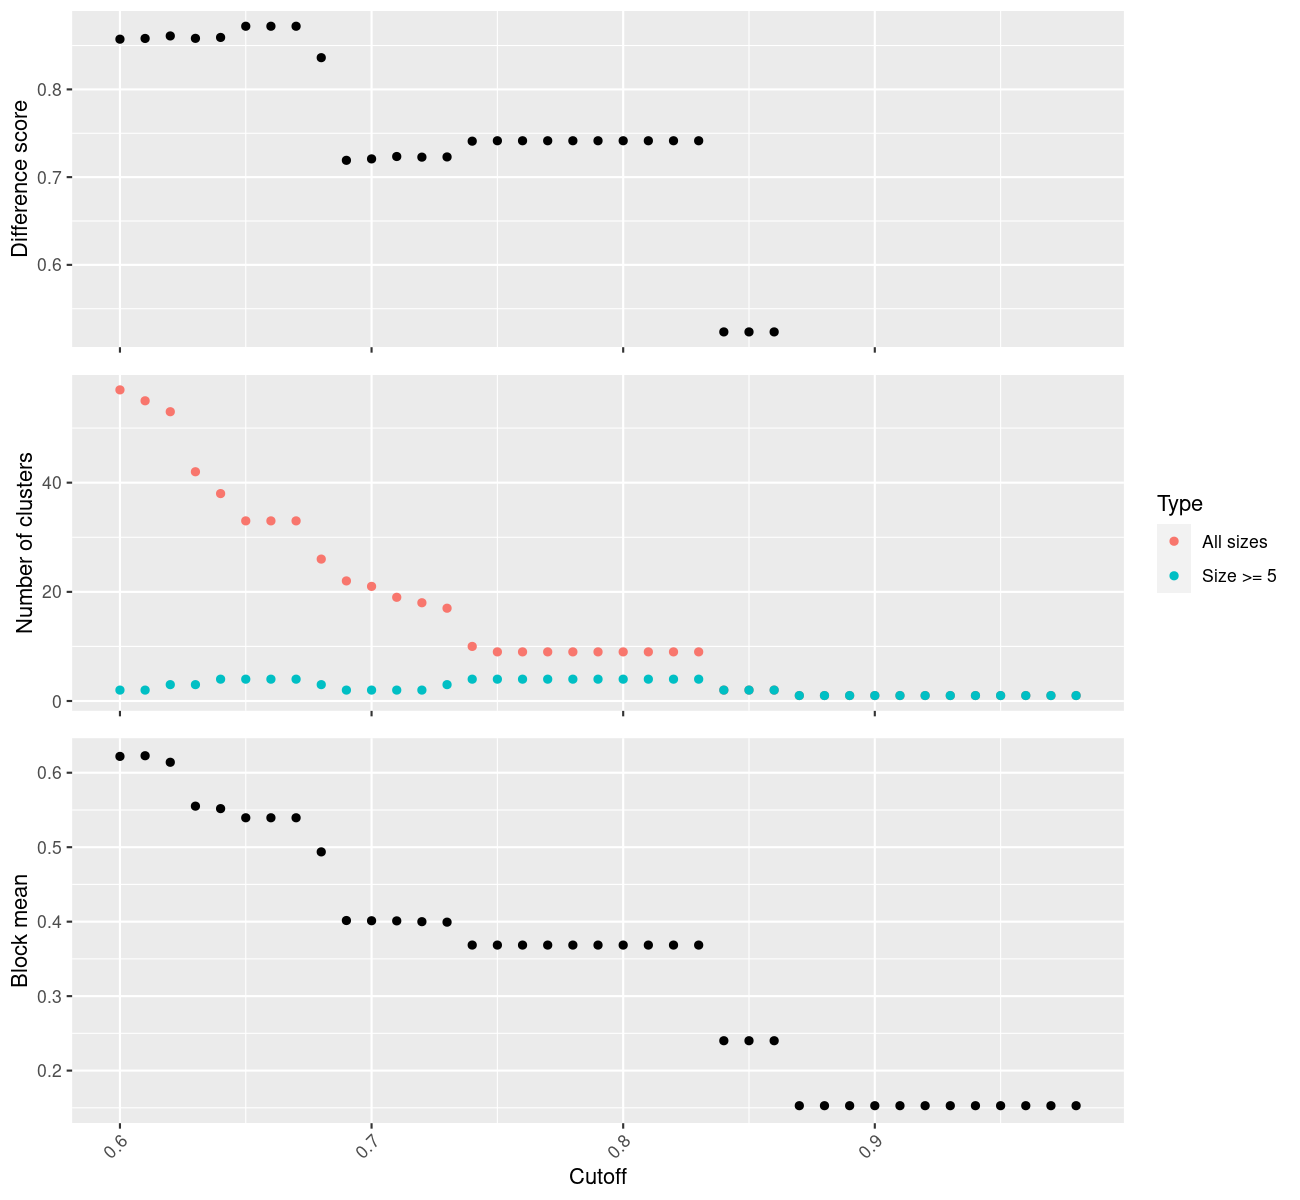 Difference score
0.8
0.7
0.6
Number of clusters
40
20
0
Type
All sizes
Size >= 5
Block mean
0.6
0.5
0.4
0.3
0.2
0.6
0.7
0.8
0.9
Cutoff